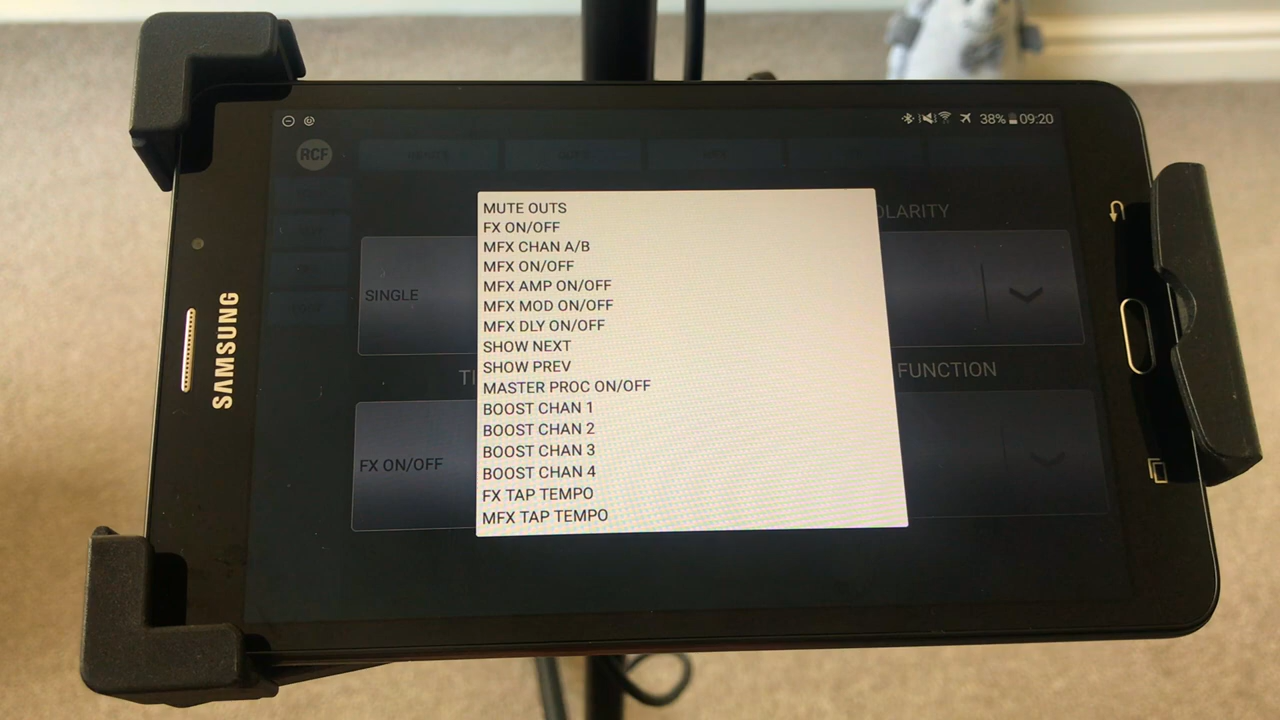 38% 09:20
RCF
OLARITY
SINGLE
TI
FUNCTION
FX ON/OFF
MUTE OUTS
FX ON/OFF
MFX CHAN A/B
MFX ON/OFF
MFX AMP ON/OFF
MFX MOD ON/OFF
MFX DLY ON/OFF
SHOW NEXT
SHOW PREV
MASTER PROC ON/OFF
BOOST CHAN 1
BOOST CHAN 2
BOOST CHAN 3
BOOST CHAN 4
FX TAP TEMPO
MFX TAP TEMPO
SAMSUNG